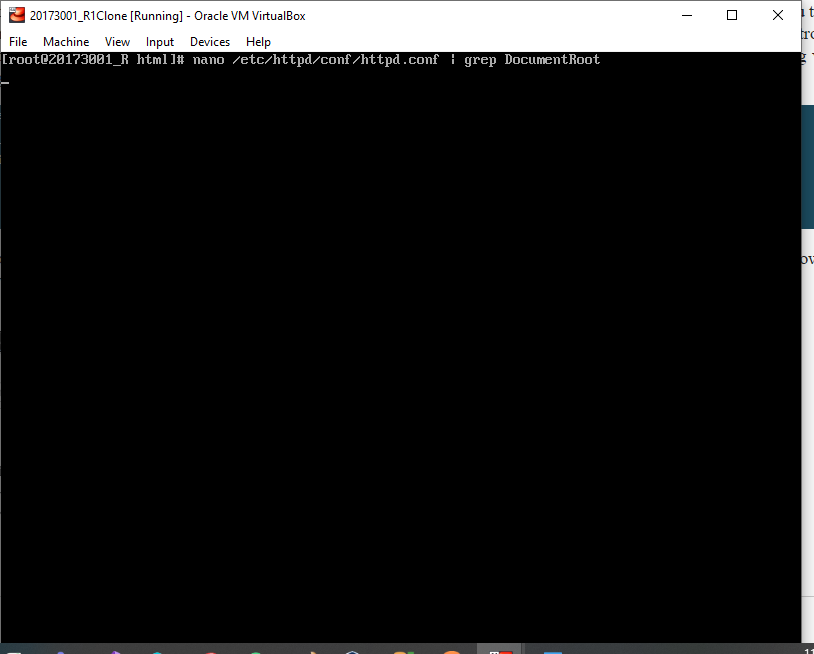 20173001_R1Clone [Running] - Oracle VM VirtualBox
File Machine View Input Devices Help
[root@20173001_R html]# nano /etc/httpd/conf/httpd.conf | grep DocumentRoot
_